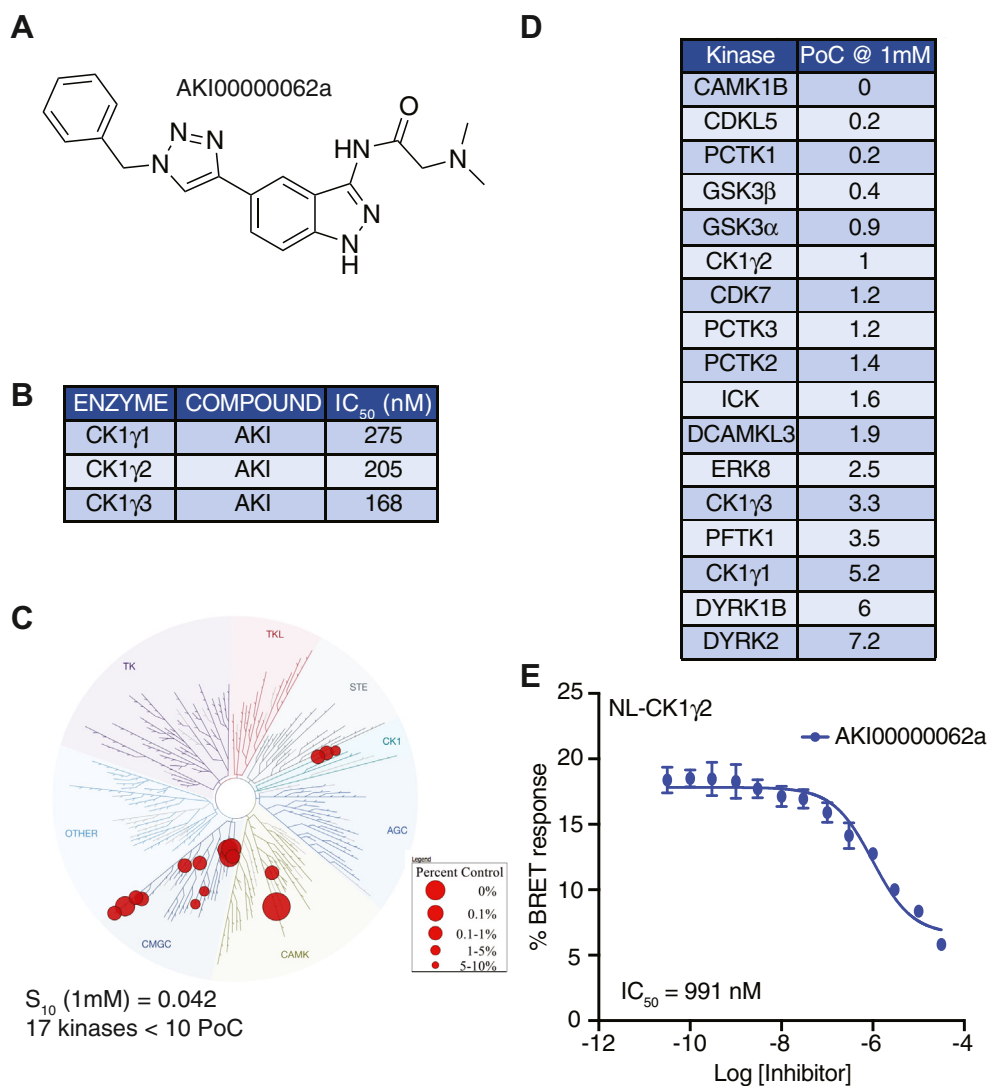 A
AKI00000062a
N
N
N
N
HN
O
N
N
N
H
B
ENZYME COMPOUND IC50 (nM)
CK1γ1 AKI 275
CK1γ2 AKI 205
CK1γ3 AKI 168
C
TK
TKL
STE
CK1
AGC
CAMK
CMGC
OTHER
Legend
Percent Control
0%
0.1%
0.1-1%
1-5%
5-10%
S10 (1mM) = 0.042
17 kinases < 10 PoC
D
Kinase PoC @ 1mM
CAMK1B 0
CDKL5 0.2
PCTK1 0.2
GSK3β 0.4
GSK3α 0.9
CK1γ2 1
CDK7 1.2
PCTK3 1.2
PCTK2 1.4
ICK 1.6
DCAMKL3 1.9
ERK8 2.5
CK1γ3 3.3
PFTK1 3.5
CK1γ1 5.2
DYRK1B 6
DYRK2 7.2
E
NL-CK1γ2
AKI00000062a
% BRET response
25
20
15
10
5
0
IC50 = 991 nM
-12 -10 -8 -6 -4
Log [Inhibitor]